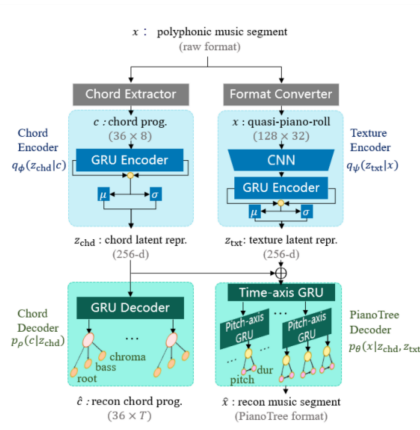 x : polyphonic music segment
(raw format)
Chord Extractor
Format Converter
c : chord prog.
(36 × 8)
x : quasi-piano-roll
(128 × 32)
Chord
Encoder
qϕ(zchd|c)
GRU Encoder
μ
σ
CNN
GRU Encoder
μ
σ
Texture
Encoder
qψ(ztxt|x)
zchd : chord latent repr.
(256-d)
ztxt : texture latent repr.
(256-d)
Chord
Decoder
pρ(c|zchd)
GRU Decoder
chroma
bass
root
Time-axis GRU
Pitch-axis
GRU
Pitch-axis
GRU
dur
pitch
...
PianoTree
Decoder
pθ(x|zchd, ztxt
ĉ : recon chord prog.
(36 × T)
x̂ : recon music segment
(PianoTree format)